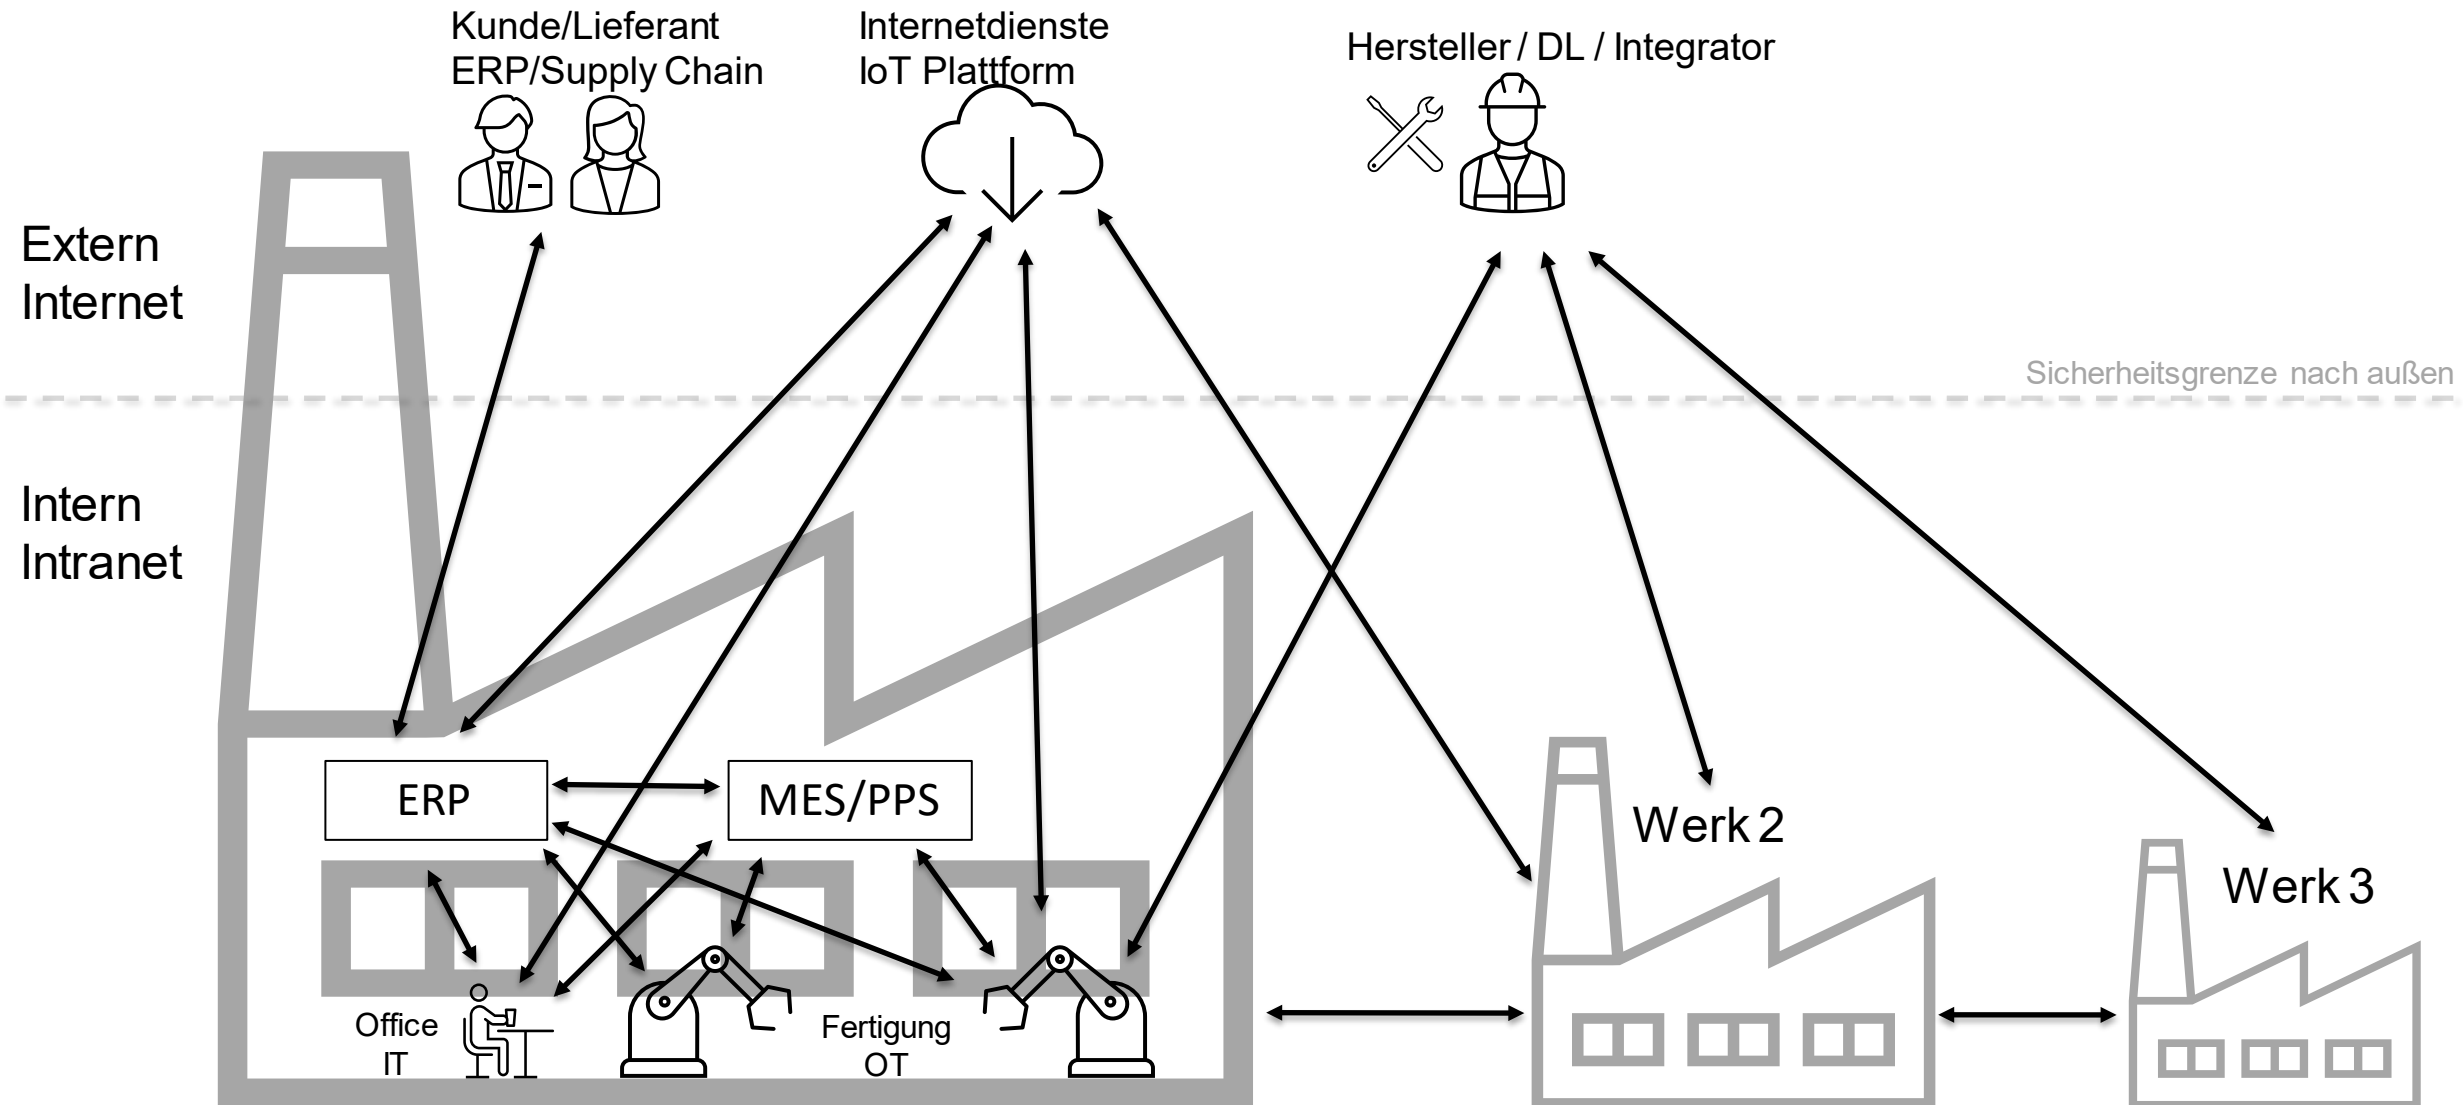 Kunde/Lieferant
ERP/Supply Chain
Internetdienste
IoT Plattform
Hersteller / DL / Integrator
Extern
Internet
Sicherheitsgrenze nach außen
Intern
Intranet
ERP
MES/PPS
Werk 2
Werk 3
Office
IT
Fertigung
OT